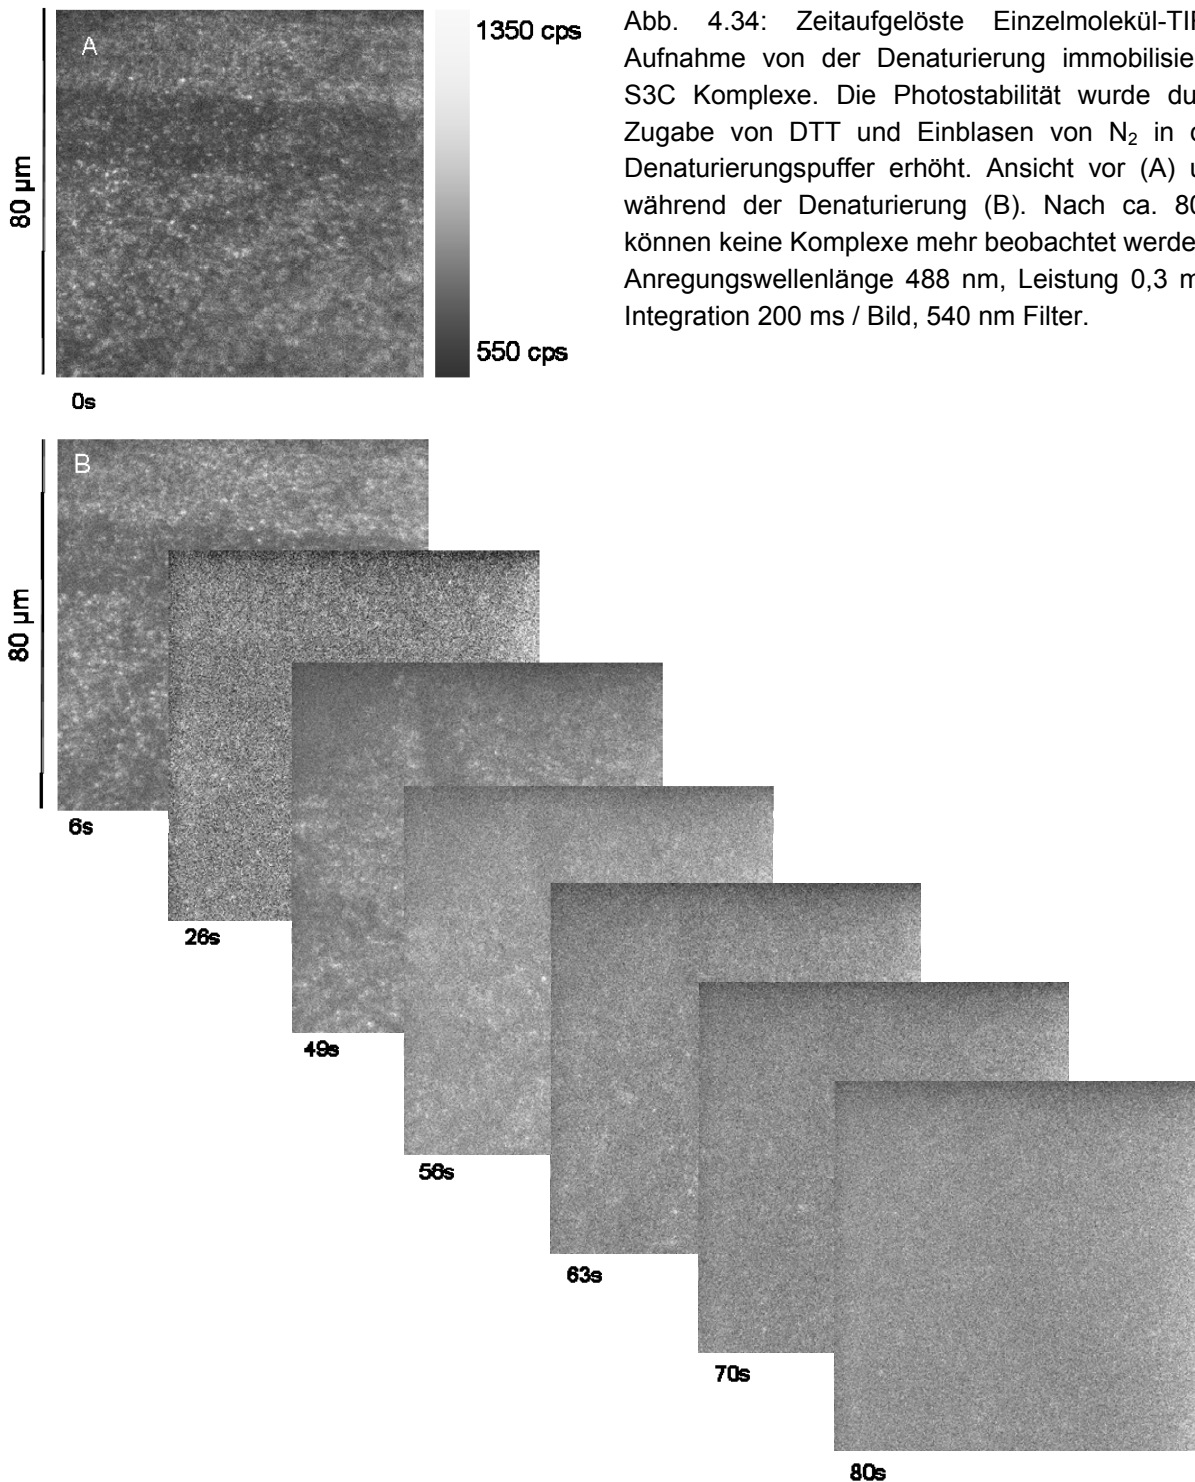 A
80 µm
1350 cps
550 cps
0s
Abb. 4.34: Zeitaufgelöste Einzelmolekül-TI
Aufnahme von der Denaturierung immobilisie
S3C Komplexe. Die Photostabilität wurde du
Zugabe von DTT und Einblasen von N₂ in
Denaturierungspuffer erhöht. Ansicht vor (A) u
während der Denaturierung (B). Nach ca. 80
können keine Komplexe mehr beobachtet werde
Anregungswellenlänge 488 nm, Leistung 0,3 m
Integration 200 ms / Bild, 540 nm Filter.
B
80 µm
6s
26s
49s
56s
63s
70s
80s